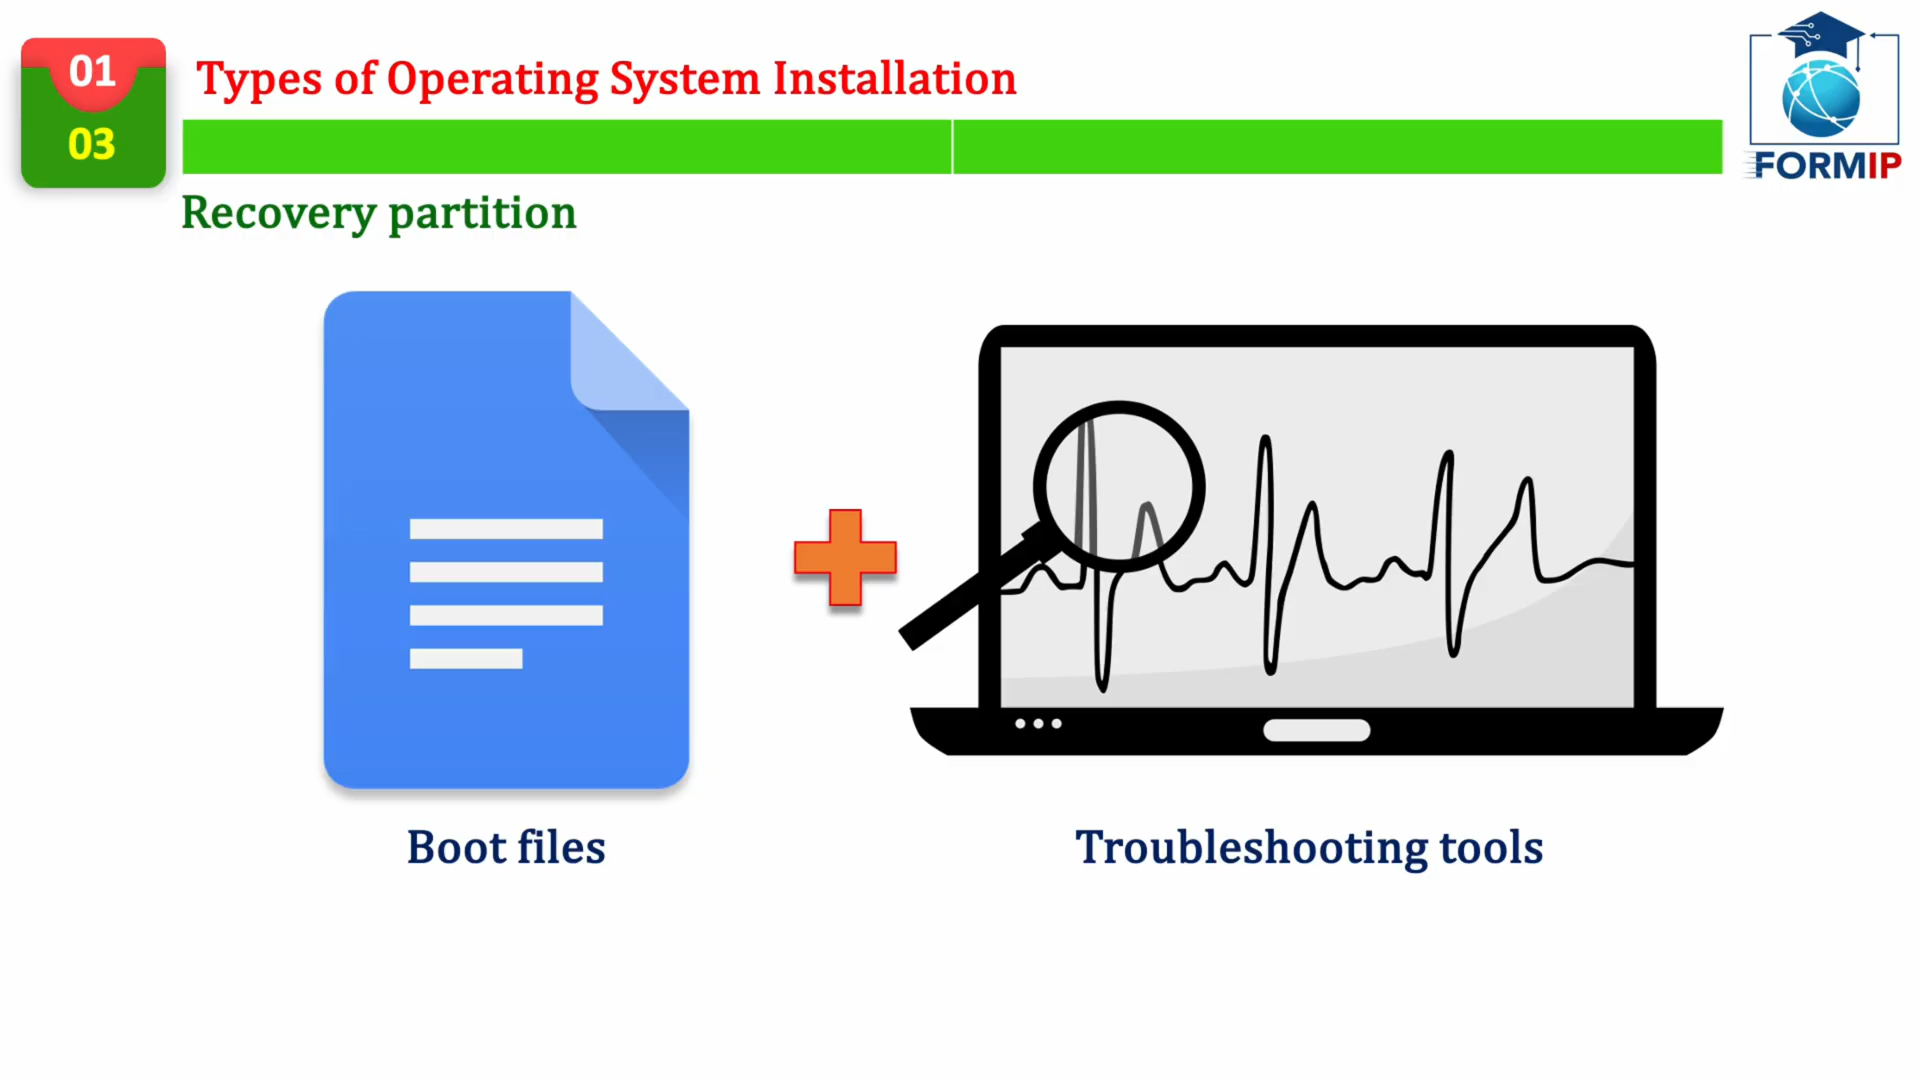 01
03
Types of Operating System Installation
FORMIP
Recovery partition
Boot files
Troubleshooting tools